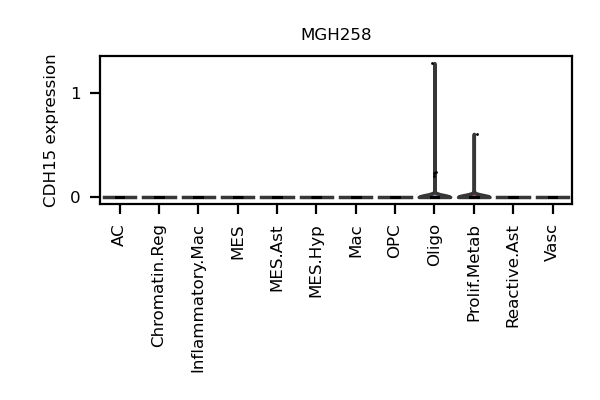 MGH258
CDH15 expression
1
0
AC
Chromatin.Reg
Inflammatory.Mac
MES
MES.Ast
MES.Hyp
Mac
OPC
Oligo
Prolif.Metab
Reactive.Ast
Vasc